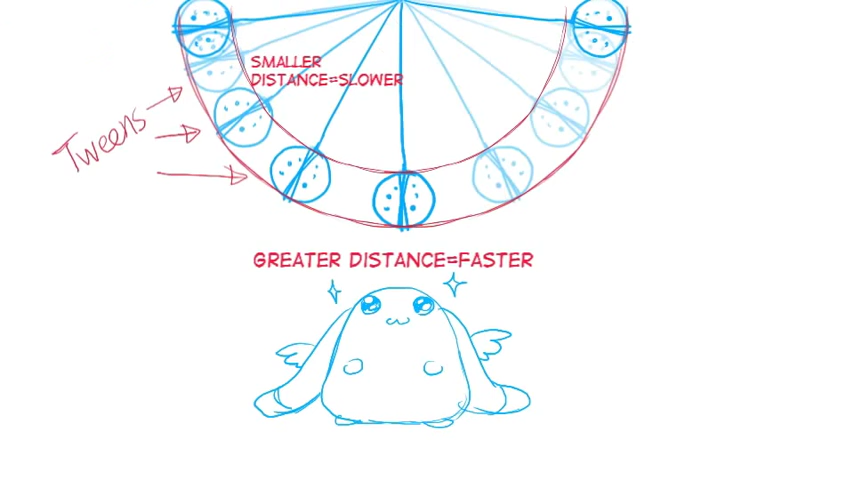 SMALLER
DISTANCE=SLOWER
Tweens
GREATER DISTANCE=FASTER